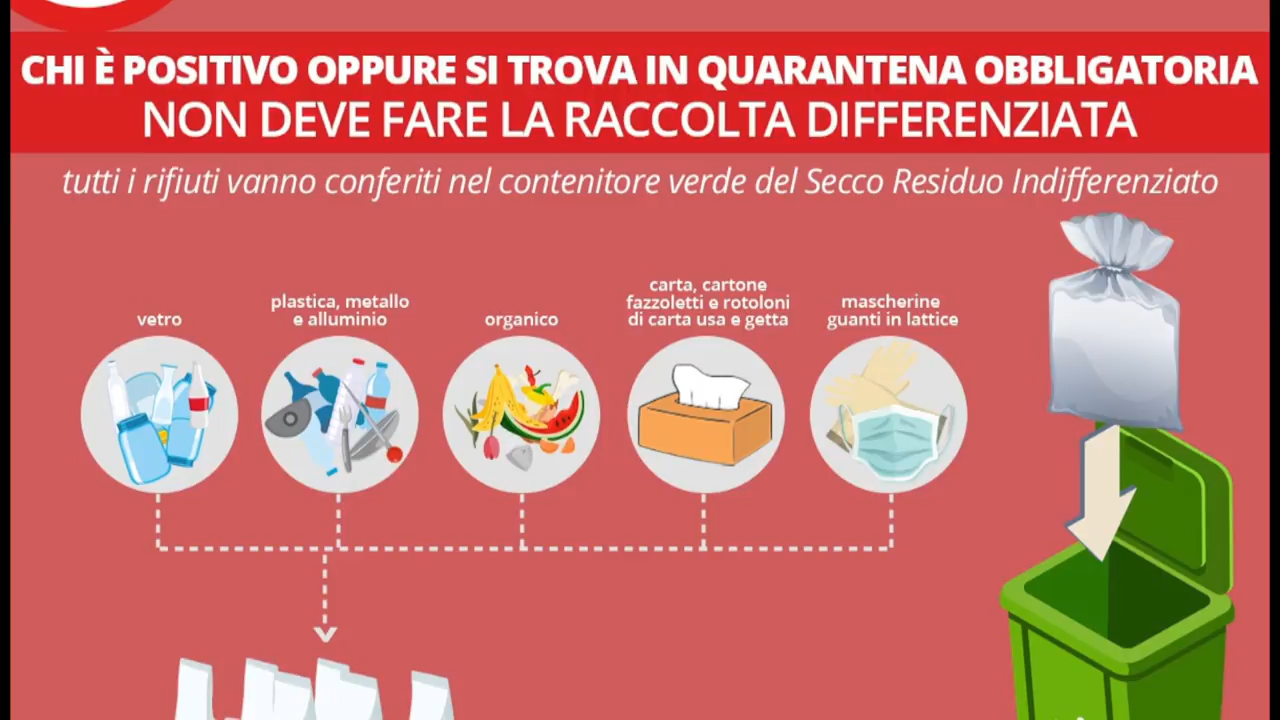 CHI È POSITIVO OPPURE SI TROVA IN QUARANTENA OBBLIGATORIA
NON DEVE FARE LA RACCOLTA DIFFERENZIATA
tutti i rifiuti vanno conferiti nel contenitore verde del Secco Residuo Indifferenziato
vetro
plastica, metallo
e alluminio
organico
carta, cartone
fazzoletti e rotoloni
di carta usa e getta
mascherine
guanti in lattice